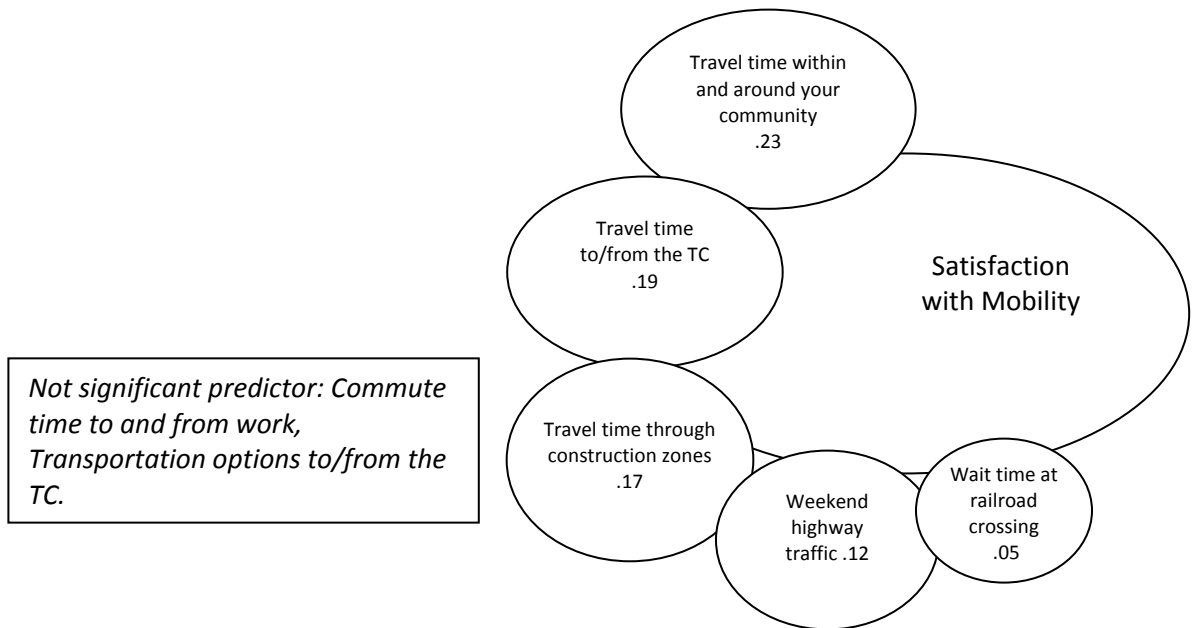 Travel time within
and around your
community
.23
Travel time
to/from the TC
.19
Satisfaction
with Mobility
Not significant predictor: Commute
time to and from work,
Transportation options to/from the
TC.
Travel time through
construction zones
.17
Weekend
highway
traffic .12
Wait time at
railroad
crossing
.05